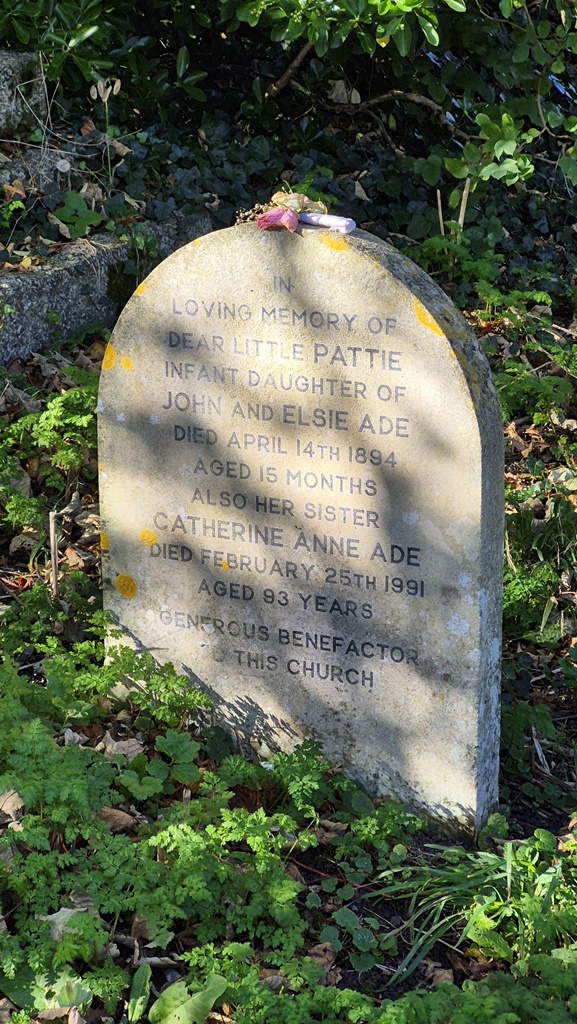 IN
LOVING MEMORY OF
DEAR LITTLE PATTIE
INFANT DAUGHTER OF
JOHN AND ELSIE ADE
DIED APRIL 14TH 1894
AGED 15 MONTHS
ALSO HER SISTER
CATHERINE ANNE ADE
DIED FEBRUARY 25TH 1991
AGED 93 YEARS
GENEROUS BENEFACTOR
TO THIS CHURCH